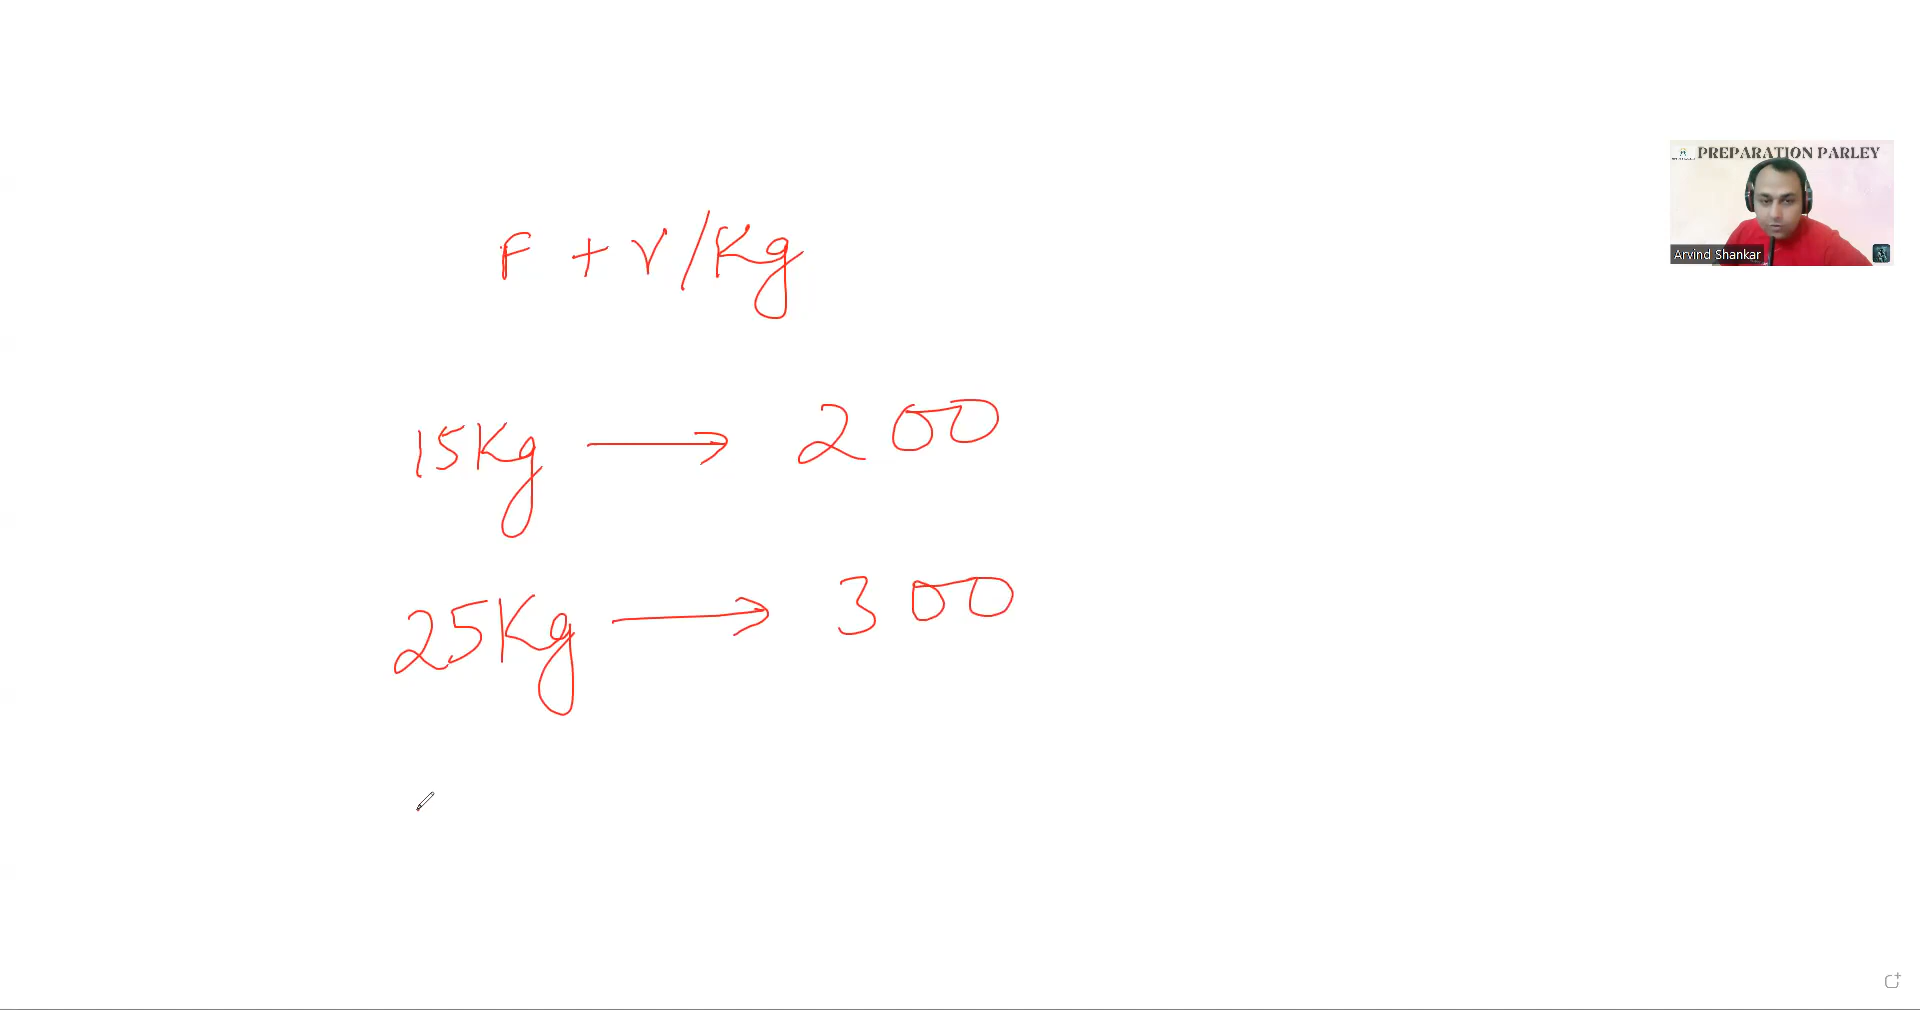 PREPARATION PARLEY
Arvind Shankar
F + V/Kg
15Kg → 200
25Kg → 300